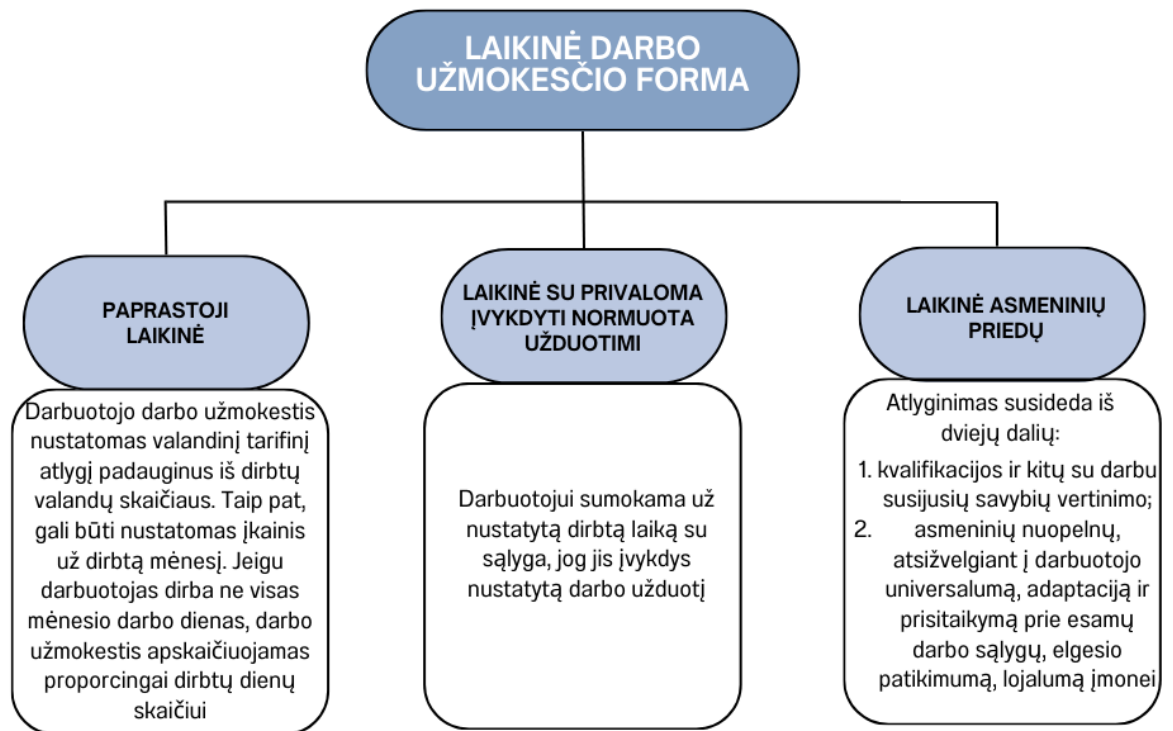 LAIKINĖ DARBO
UŽMOKESČIO FORMA
PAPRASTOJI
LAIKINĖ
Darbuotojo darbo užmokestis
nustatomas valandinį tarifinį
atlygį padauginus iš dirbtų
valandų skaičiaus. Taip pat,
gali būti nustatomas įkainis
už dirbtą mėnesį. Jeigu
darbuotojas dirba ne visas
mėnesio darbo dienas, darbo
užmokestis apskaičiuojamas
proporcingai dirbtų dienų
skaičiui
LAIKINĖ SU PRIVALOMA
ĮVYKDYTI NORMUOTA
UŽDUOTIMI
Darbuotojui sumokama už
nustatytą dirbtą laiką su
sąlyga, jog jis įvykdys
nustatytą darbo užduotį
LAIKINĖ ASMENINIŲ
PRIEDŲ
Atlyginimas susideda iš
dviejų dalių:
1. kvalifikacijos ir kitų su darbu
susijusių savybių vertinimo;
2. asmeninių nuopelnų,
atsižvelgiant į darbuotojo
universalumą, adaptaciją ir
prisitaikymą prie esamų
darbo sąlygų, elgesio
patikimumą, lojalumą įmonei